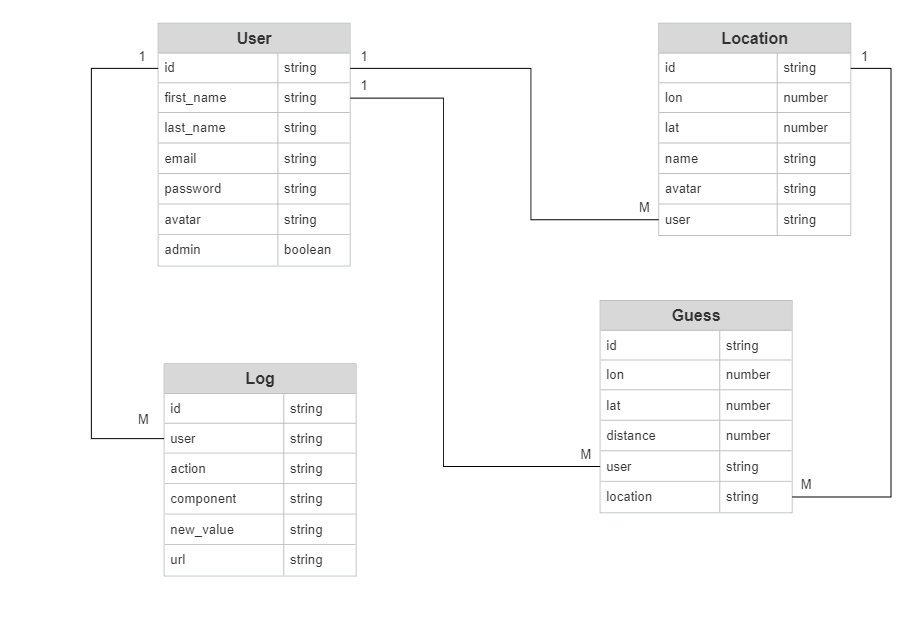 User
1
id string
1
first_name string
1
last_name string
email string
password string
avatar string
admin boolean
Location
id string
1
lon number
lat number
name string
avatar string
M
user string
Guess
id string
lon number
lat number
distance number
M
user string
location string
M
Log
id string
M
user string
action string
component string
new_value string
url string